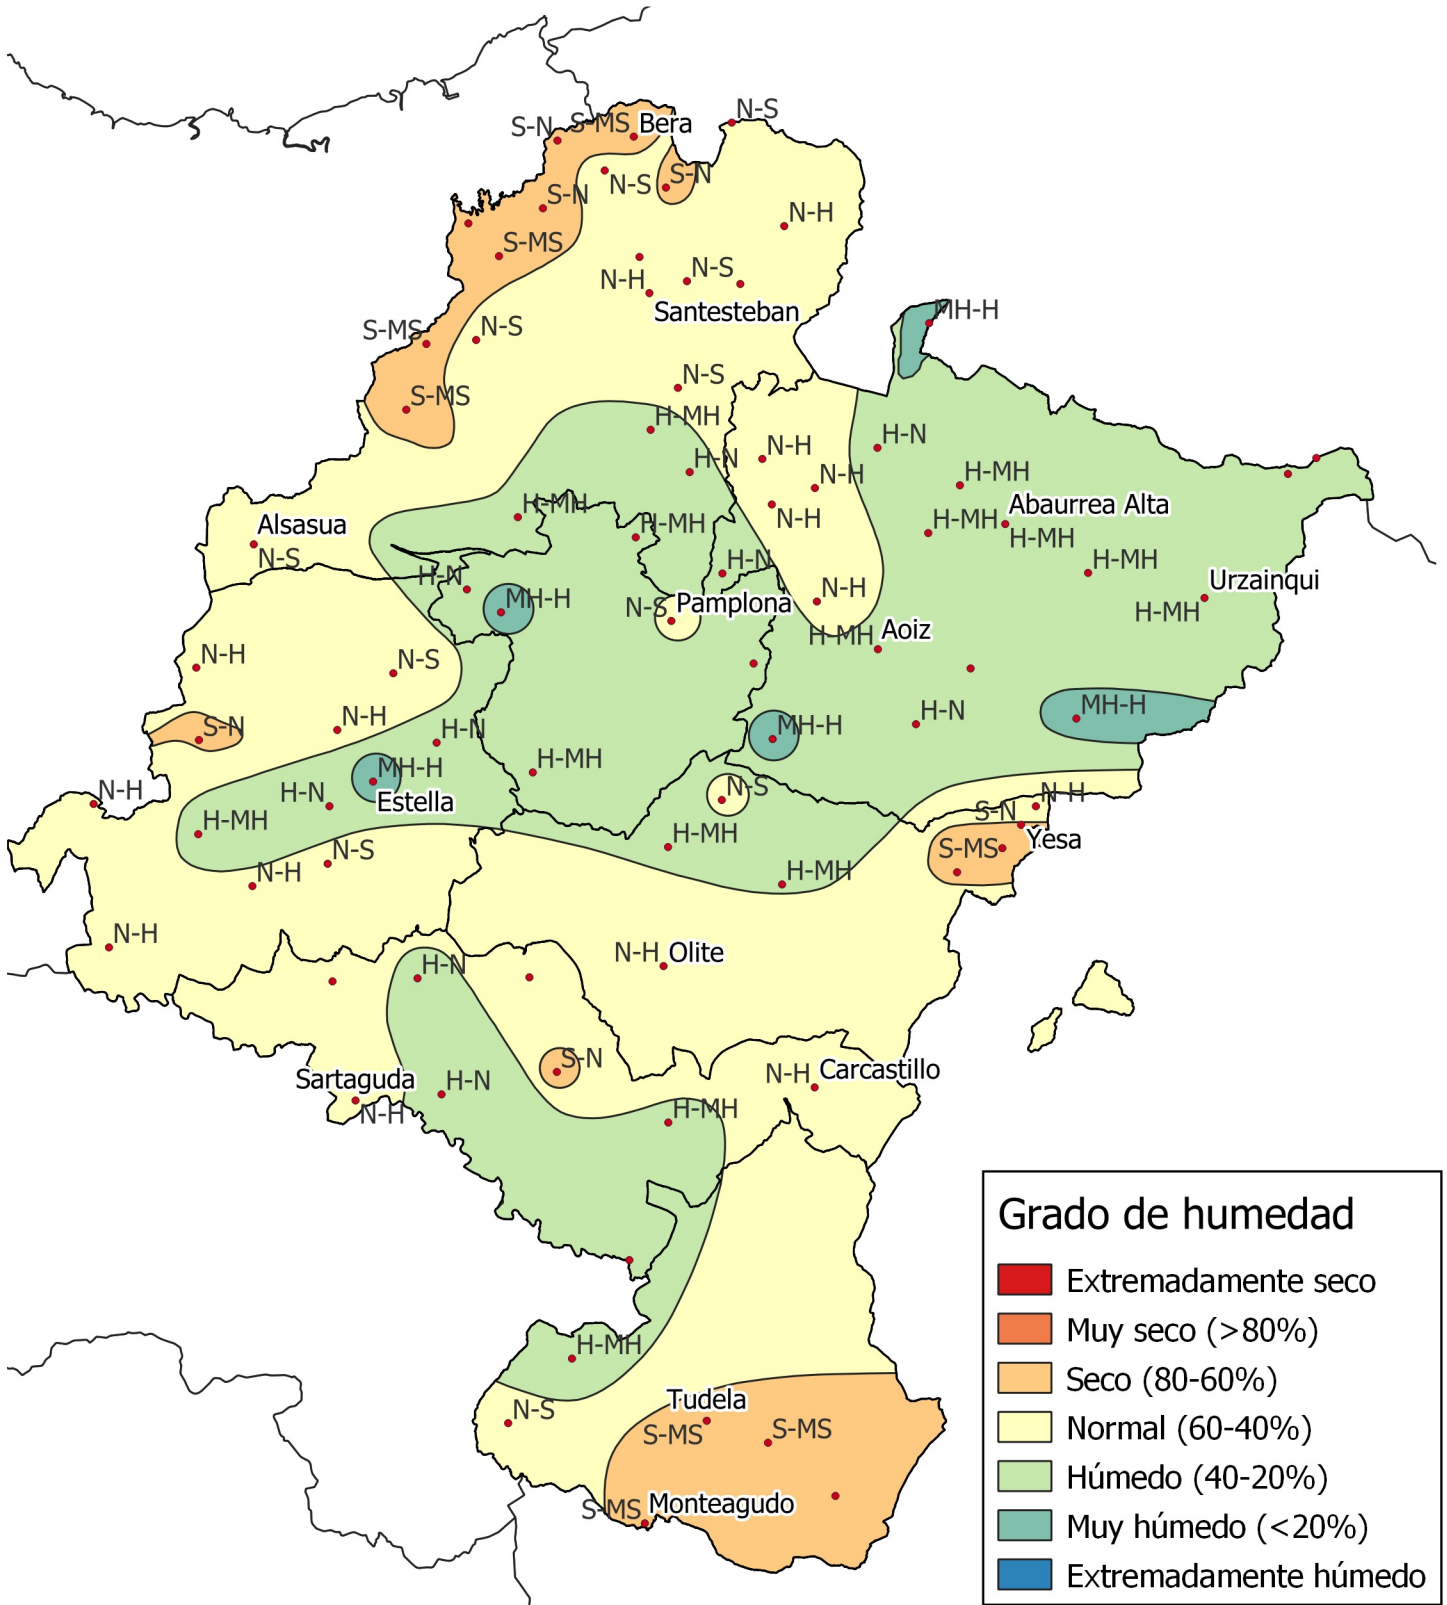 N-S
S-N
S-MS
Bera
N-S
S-N
S-N
N-H
S-MS
N-S
N-H
Santesteban
MH-H
S-MS
N-S
N-S
S-MS
H-MH
H-N
N-H
H-N
N-H
H-MH
H-MH
Abaurrea Alta
N-H
H-MH
H-MH
H-MH
Alsasua
N-S
H-N
H-MH
H-N
Urzainqui
H-MH
MH-H
N-S
Pamplona
N-H
H-MH
Aoiz
N-H
N-S
MH-H
N-H
S-N
H-N
MH-H
H-N
H-MH
MH-H
N-S
N-H
H-N
Estella
N-H
S-N
H-MH
H-MH
Yesa
S-MS
N-S
N-H
H-MH
N-H
N-H
Olite
H-N
S-N
N-H
Carcastillo
Sartaguda
N-H
H-N
H-MH
H-MH
Tudela
N-S
S-MS
S-MS
S-MS
Monteagudo
Grado de humedad
Extremadamente seco
Muy seco (>80%)
Seco (80-60%)
Normal (60-40%)
Húmedo (40-20%)
Muy húmedo (<20%)
Extremadamente húmedo